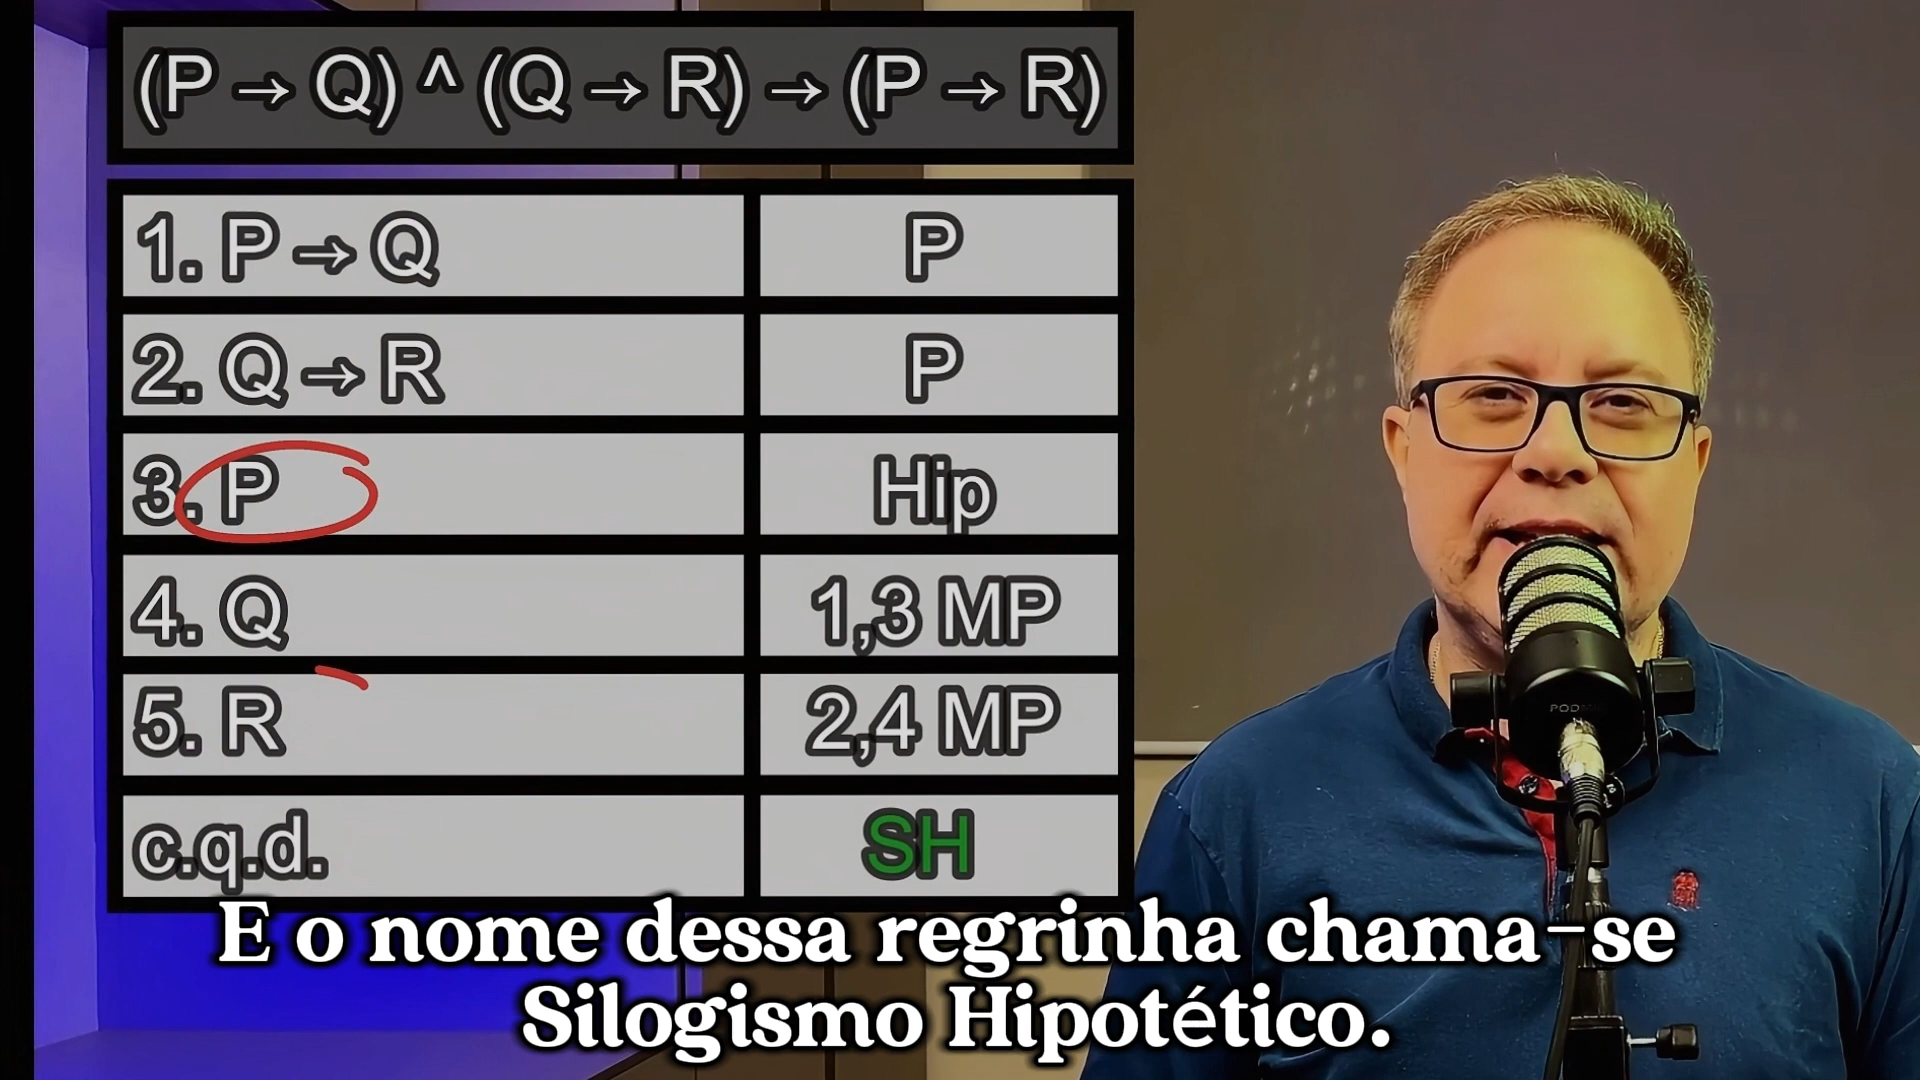 (P → Q) ^ (Q → R) → (P → R)
1. P → Q P
2. Q → R P
3. P Hip
4. Q 1,3 MP
5. R 2,4 MP
c.q.d. SH
E o nome dessa regrinha chama-se
Silogismo Hipotético.